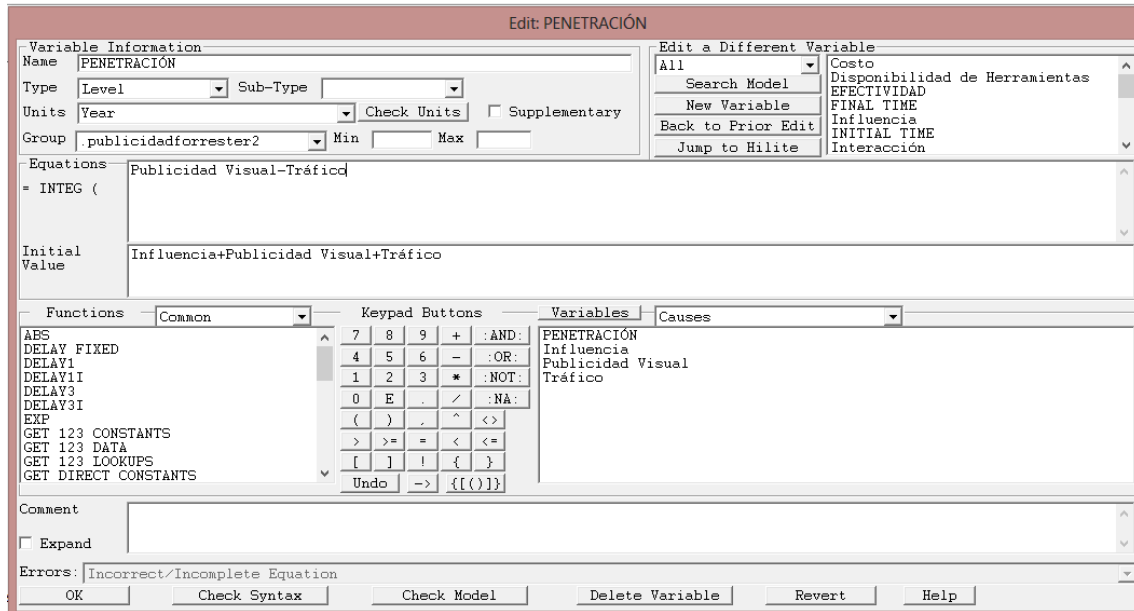 Edit: PENETRACIÓN
Variable Information
Name PENETRACIÓN
Type Level Sub-Type
Units Year Check Units Supplementary
Group .publicidadforrester2 Min Max
Edit a Different Variable
All
Search Model
New Variable
Back to Prior Edit
Jump to Hilite
Costo
Disponibilidad de Herramientas
EFECTIVIDAD
FINAL TIME
Influencia
INITIAL TIME
Interacción
Equations
= INTEG (
Publicidad Visual-Tráfico
Initial
Value
Influencia+Publicidad Visual+Tráfico
Functions Common
ABS
DELAY FIXED
DELAY1
DELAY1I
DELAY3
DELAY3I
EXP
GET 123 CONSTANTS
GET 123 DATA
GET 123 LOOKUPS
GET DIRECT CONSTANTS
Keypad Buttons
7 8 9 + :AND:
4 5 6 - :OR:
1 2 3 * :NOT:
0 E . / :NA:
( ) , ^ <>
> >= = < <=
[ ] ! { }
Undo -> {[()]}
Variables Causes
PENETRACIÓN
Influencia
Publicidad Visual
Tráfico
Comment
Expand
Errors: Incorrect/Incomplete Equation
OK Check Syntax Check Model Delete Variable Revert Help